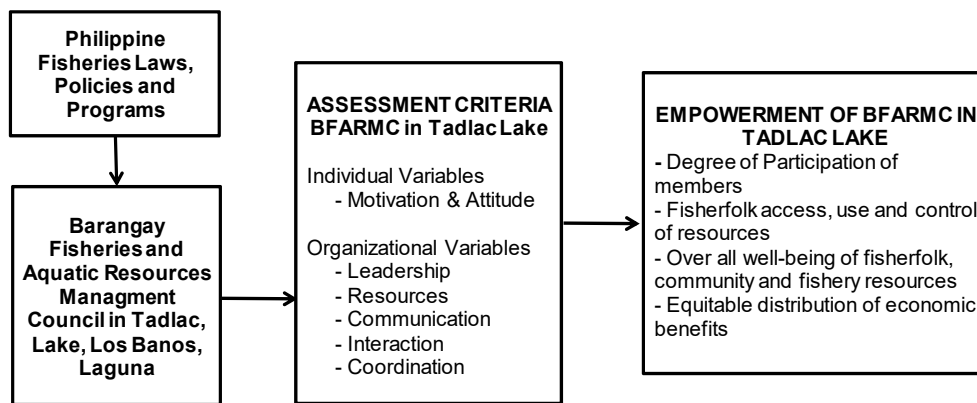 Philippine
Fisheries Laws,
Policies and
Programs
Barangay
Fisheries and
Aquatic Resources
Managment
Council in Tadlac,
Lake, Los Banos,
Laguna
ASSESSMENT CRITERIA
BFARMC in Tadlac Lake
Individual Variables
- Motivation & Attitude
Organizational Variables
- Leadership
- Resources
- Communication
- Interaction
- Coordination
EMPOWERMENT OF BFARMC IN
TADLAC LAKE
- Degree of Participation of
members
- Fisherfolk access, use and control
of resources
- Over all well-being of fisherfolk,
community and fishery resources
- Equitable distribution of economic
benefits